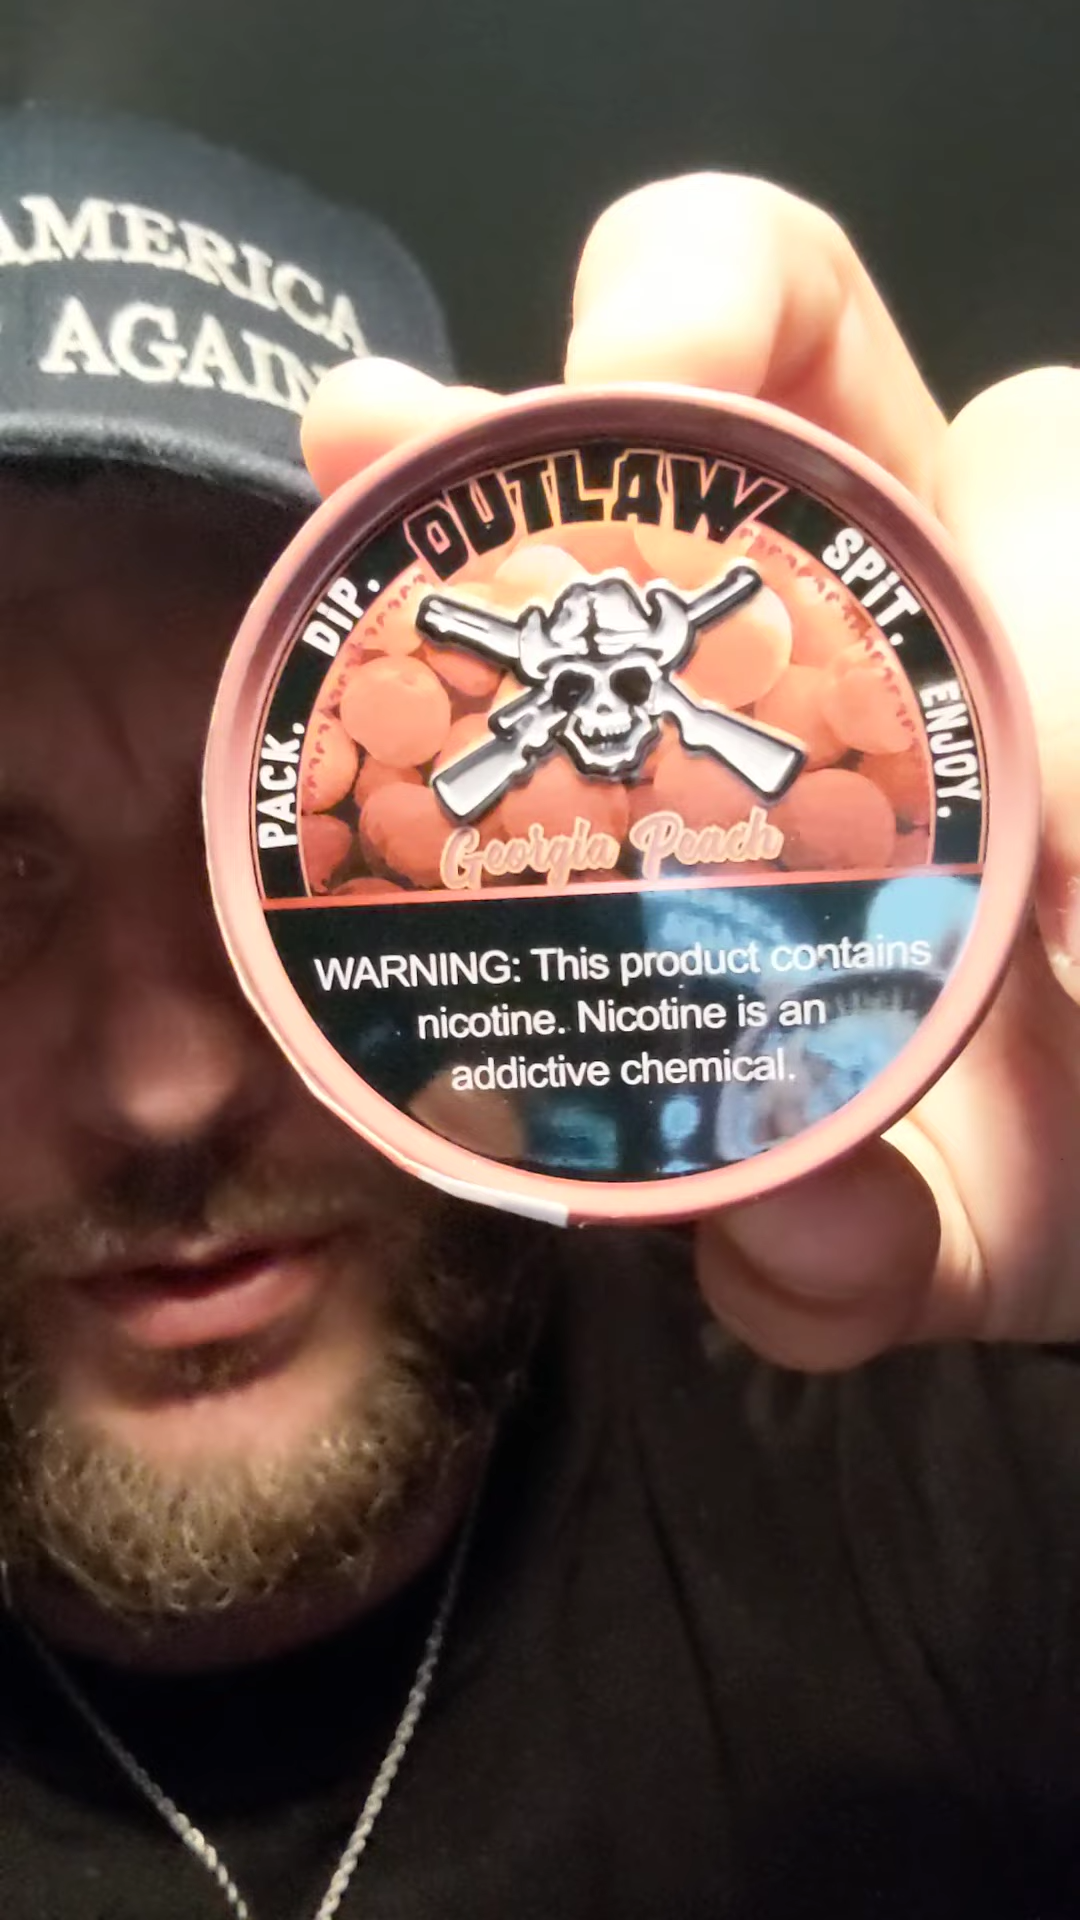 AMERICA
AGAIN
OUTLAW
PACK. DIP. SPIT. ENJOY.
Georgia Peach
WARNING: This product contains
nicotine. Nicotine is an
addictive chemical.